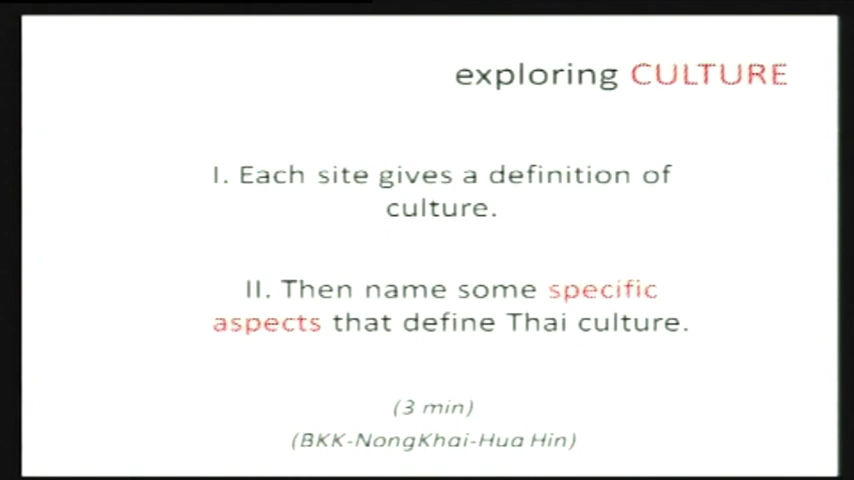 exploring CULTURE
I. Each site gives a definition of
culture.
II. Then name some specific
aspects that define Thai culture.
(3 min)
(BKK-NongKhai-Hua Hin)